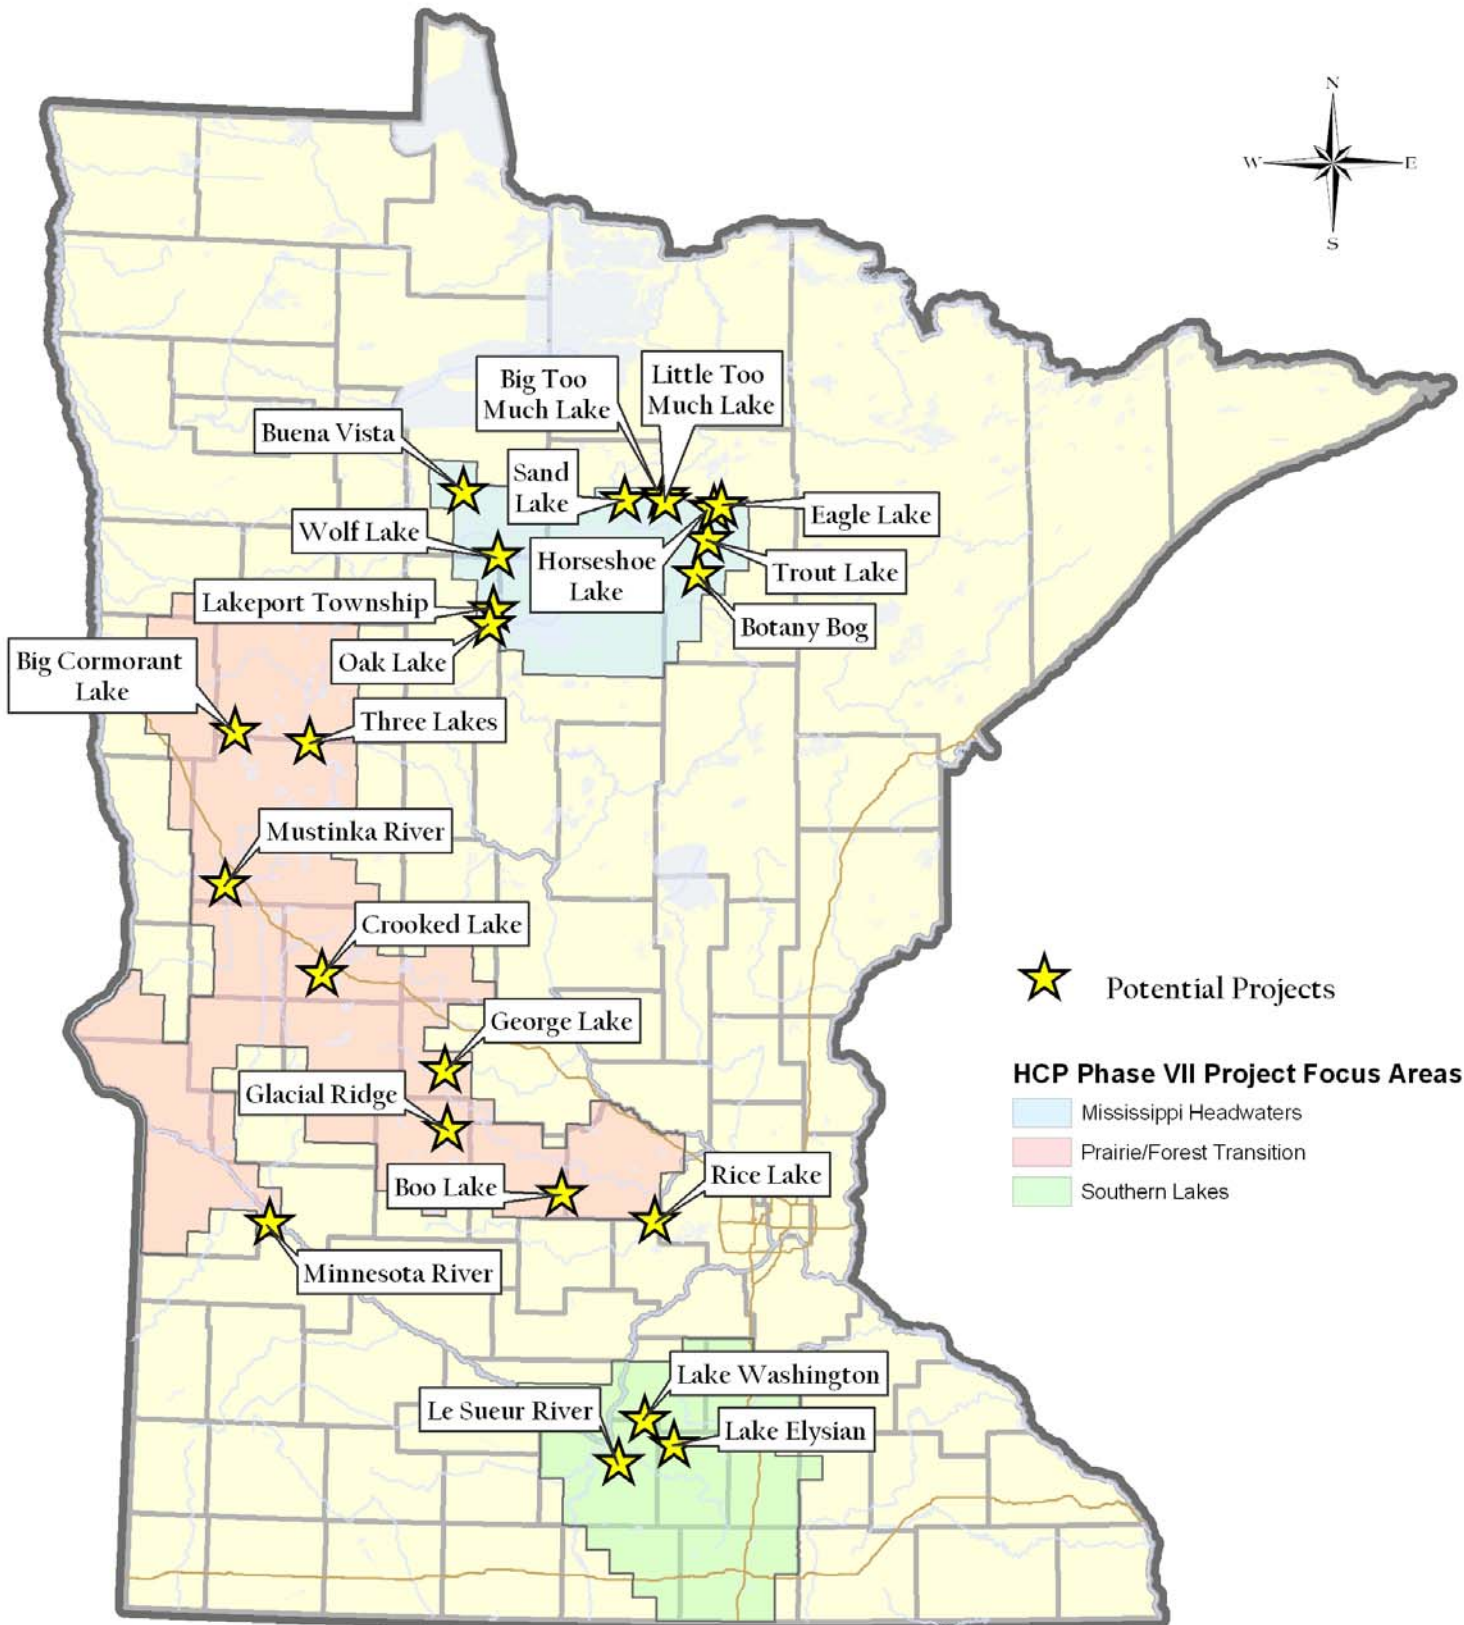 N
W
E
S
Big Too
Much Lake
Little Too
Much Lake
Buena Vista
Sand
Lake
Eagle Lake
Wolf Lake
Horseshoe
Lake
Trout Lake
Lakeport Township
Botany Bog
Oak Lake
Big Cormorant
Lake
Three Lakes
Mustinka River
Crooked Lake
Potential Projects
George Lake
HCP Phase VII Project Focus Areas
Glacial Ridge
Mississippi Headwaters
Prairie/Forest Transition
Boo Lake
Rice Lake
Southern Lakes
Minnesota River
Lake Washington
Le Sueur River
Lake Elysian